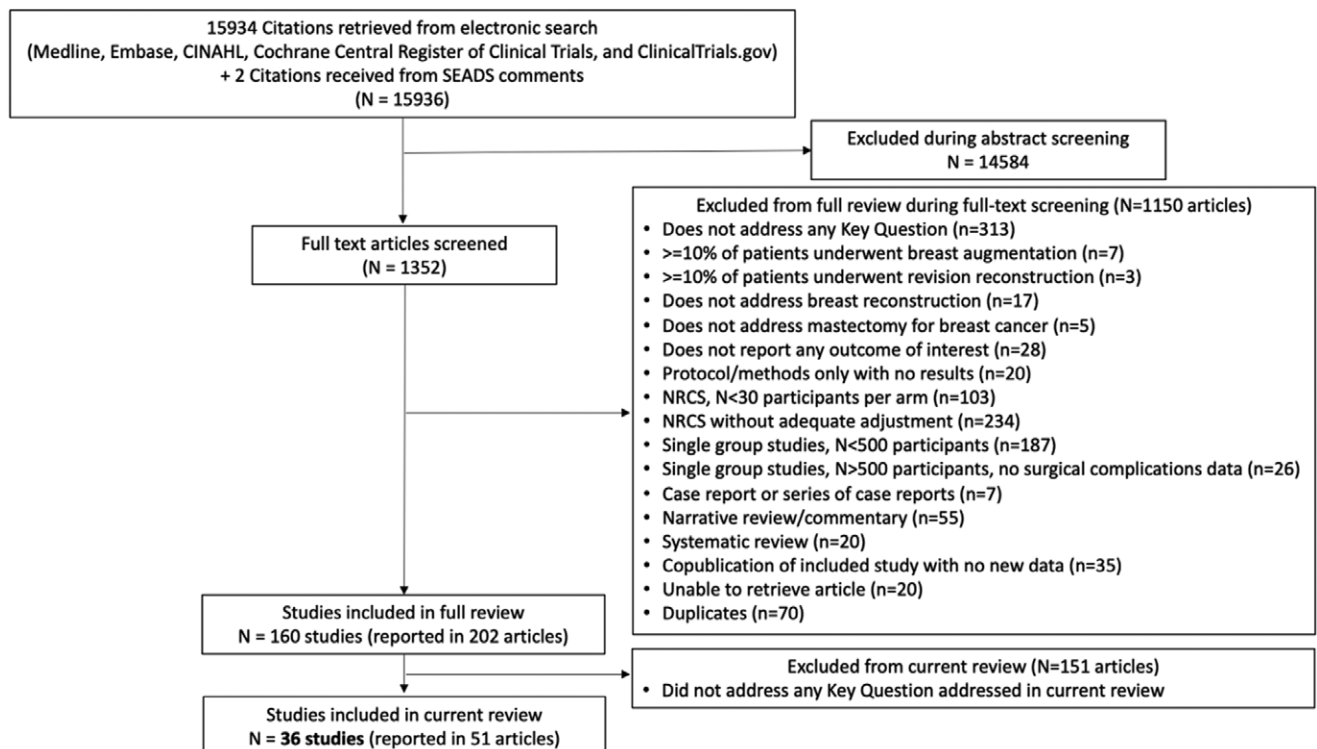 15934 Citations retrieved from electronic search
(Medline, Embase, CINAHL, Cochrane Central Register of Clinical Trials, and ClinicalTrials.gov)
+ 2 Citations received from SEADS comments
(N = 15936)
Excluded during abstract screening
N = 14584
Full text articles screened
(N = 1352)
Excluded from full review during full-text screening (N=1150 articles)
• Does not address any Key Question (n=313)
• >=10% of patients underwent breast augmentation (n=7)
• >=10% of patients underwent revision reconstruction (n=3)
• Does not address breast reconstruction (n=17)
• Does not address mastectomy for breast cancer (n=5)
• Does not report any outcome of interest (n=28)
• Protocol/methods only with no results (n=20)
• NRCS, N<30 participants per arm (n=103)
• NRCS without adequate adjustment (n=234)
• Single group studies, N<500 participants (n=187)
• Single group studies, N>500 participants, no surgical complications data (n=26)
• Case report or series of case reports (n=7)
• Narrative review/commentary (n=55)
• Systematic review (n=20)
• Copublication of included study with no new data (n=35)
• Unable to retrieve article (n=20)
• Duplicates (n=70)
Studies included in full review
N = 160 studies (reported in 202 articles)
Excluded from current review (N=151 articles)
• Did not address any Key Question addressed in current review
Studies included in current review
N = 36 studies (reported in 51 articles)